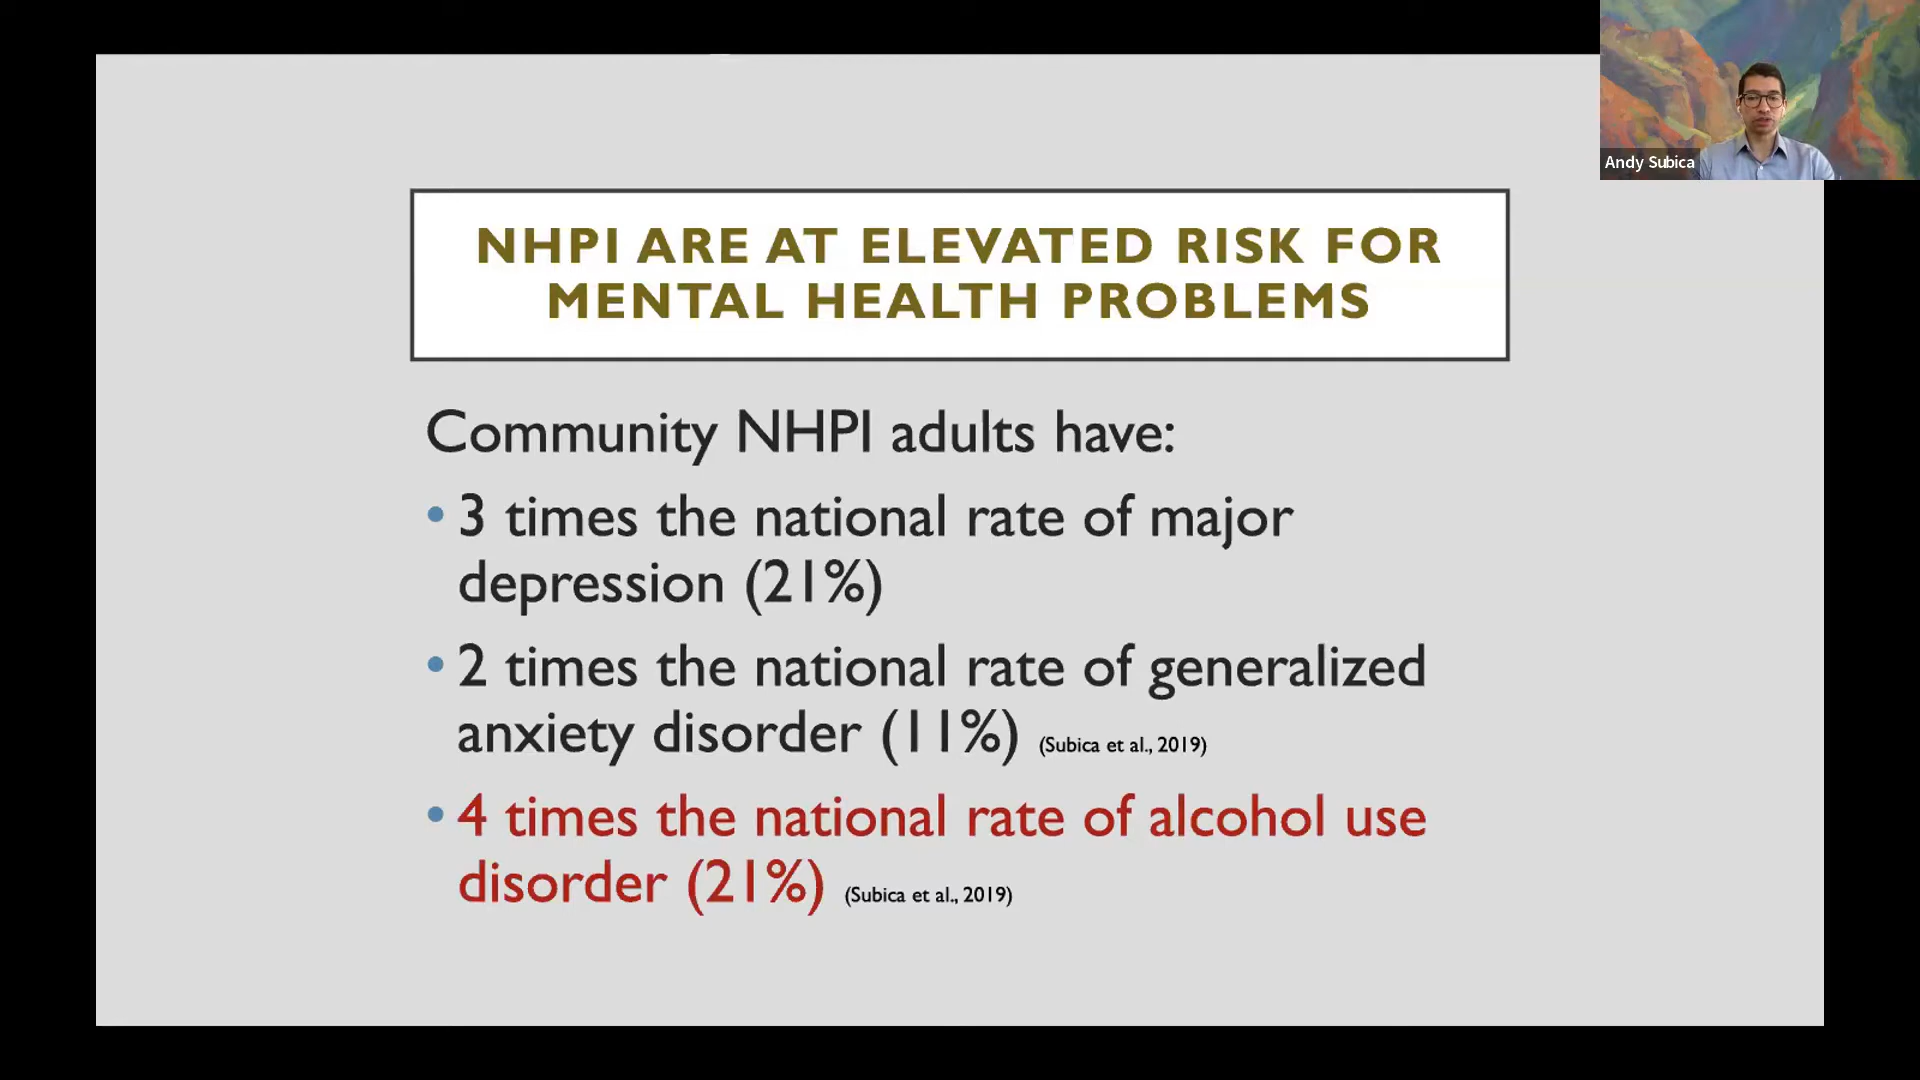 Andy Subica
NHPI ARE AT ELEVATED RISK FOR
MENTAL HEALTH PROBLEMS
Community NHPI adults have:
• 3 times the national rate of major
depression (21%)
• 2 times the national rate of generalized
anxiety disorder (11%) (Subica et al., 2019)
• 4 times the national rate of alcohol use
disorder (21%) (Subica et al., 2019)